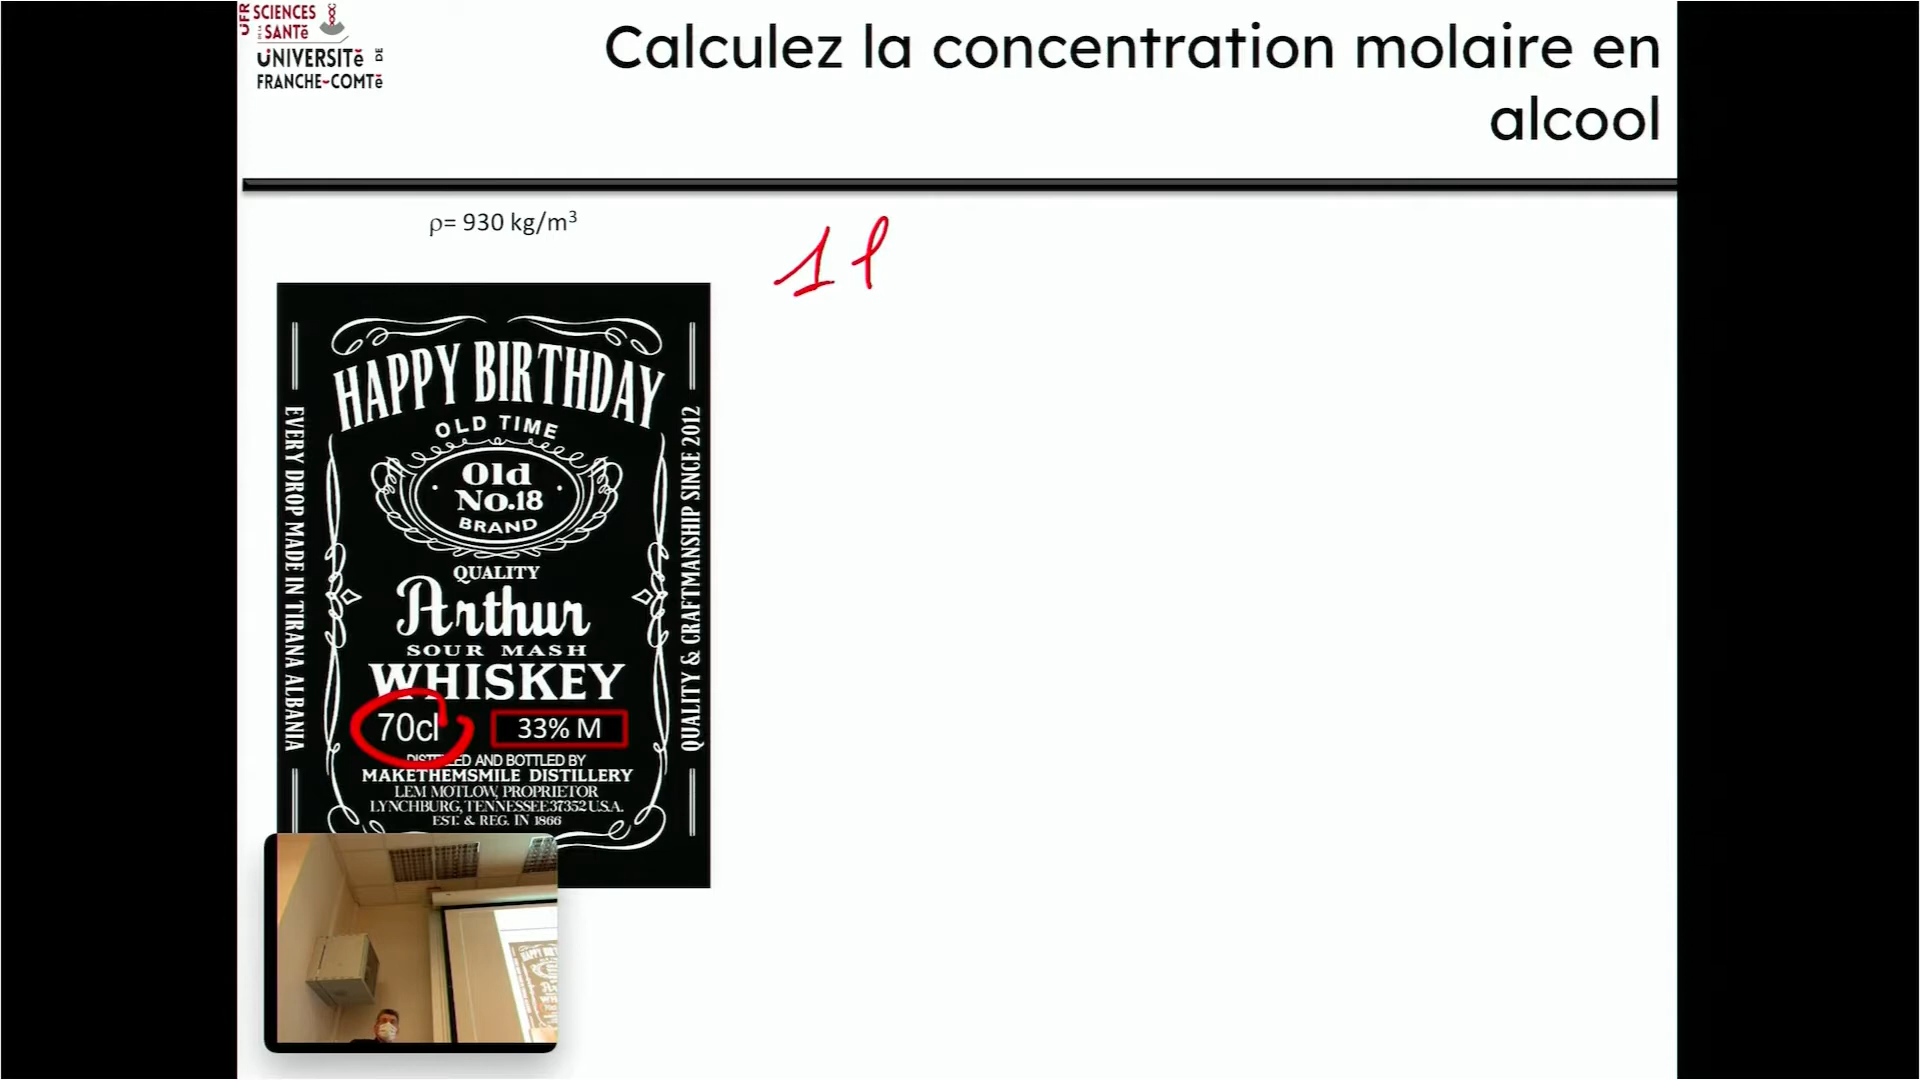 UFR
SCIENCES
DE LA SANTé
UNIVERSITé DE
FRANCHE-COMTé
Calculez la concentration molaire en
alcool
ρ= 930 kg/m³
1 l
HAPPY BIRTHDAY
OLD TIME
Old
No.18
BRAND
QUALITY
Arthur
SOUR MASH
WHISKEY
70cl 33% M
DISTILLED AND BOTTLED BY
MAKETHEMSMILE DISTILLERY
LEM MOTLOW, PROPRIETOR
LYNCHBURG, TENNESSEE 37352 U.S.A.
EST. & REG. IN 1866
EVERY DROP MADE IN TIRANA ALBANIA
QUALITY & CRAFTMANSHIP SINCE 2012